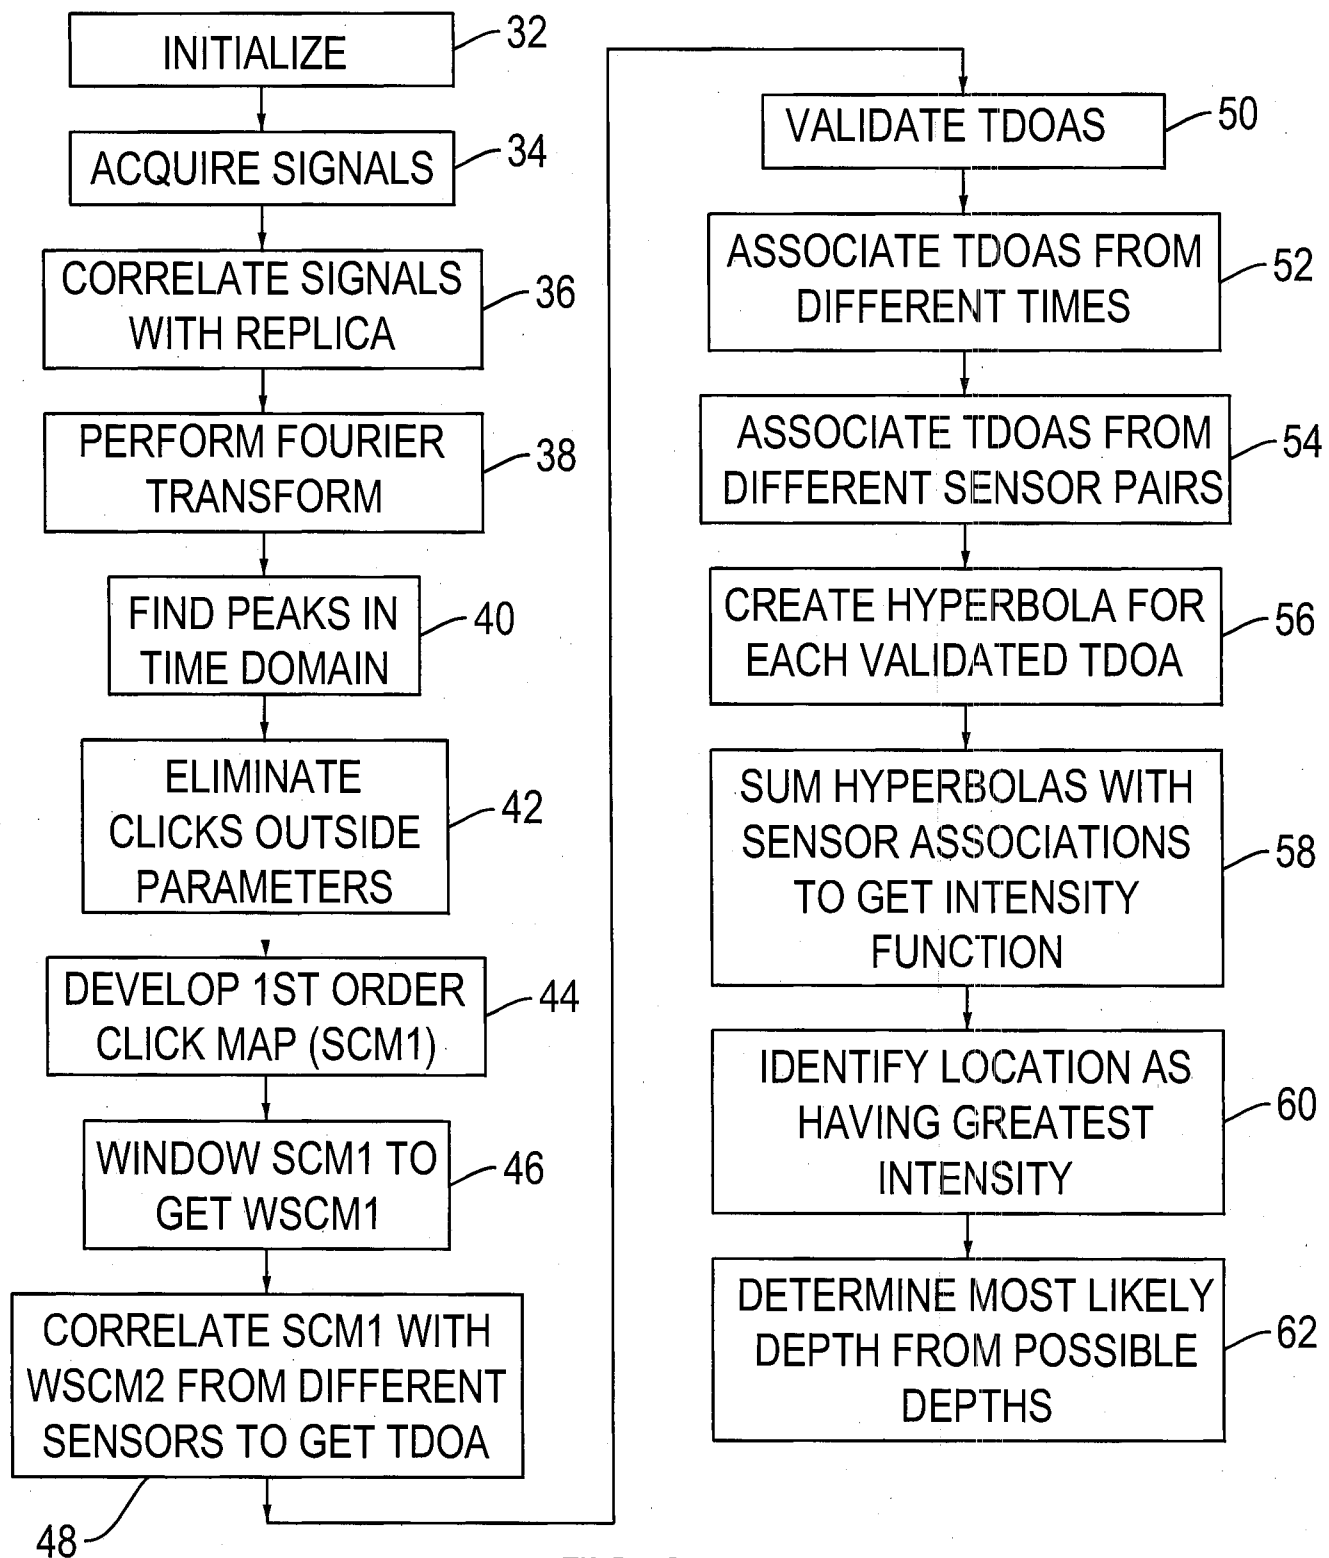 INITIALIZE
32
ACQUIRE SIGNALS
34
CORRELATE SIGNALS
WITH REPLICA
36
PERFORM FOURIER
TRANSFORM
38
FIND PEAKS IN
TIME DOMAIN
40
ELIMINATE
CLICKS OUTSIDE
PARAMETERS
42
DEVELOP 1ST ORDER
CLICK MAP (SCM1)
44
WINDOW SCM1 TO
GET WSCM1
46
CORRELATE SCM1 WITH
WSCM2 FROM DIFFERENT
SENSORS TO GET TDOA
48
VALIDATE TDOAS
50
ASSOCIATE TDOAS FROM
DIFFERENT TIMES
52
ASSOCIATE TDOAS FROM
DIFFERENT SENSOR PAIRS
54
CREATE HYPERBOLA FOR
EACH VALIDATED TDOA
56
SUM HYPERBOLAS WITH
SENSOR ASSOCIATIONS
TO GET INTENSITY
FUNCTION
58
IDENTIFY LOCATION AS
HAVING GREATEST
INTENSITY
60
DETERMINE MOST LIKELY
DEPTH FROM POSSIBLE
DEPTHS
62